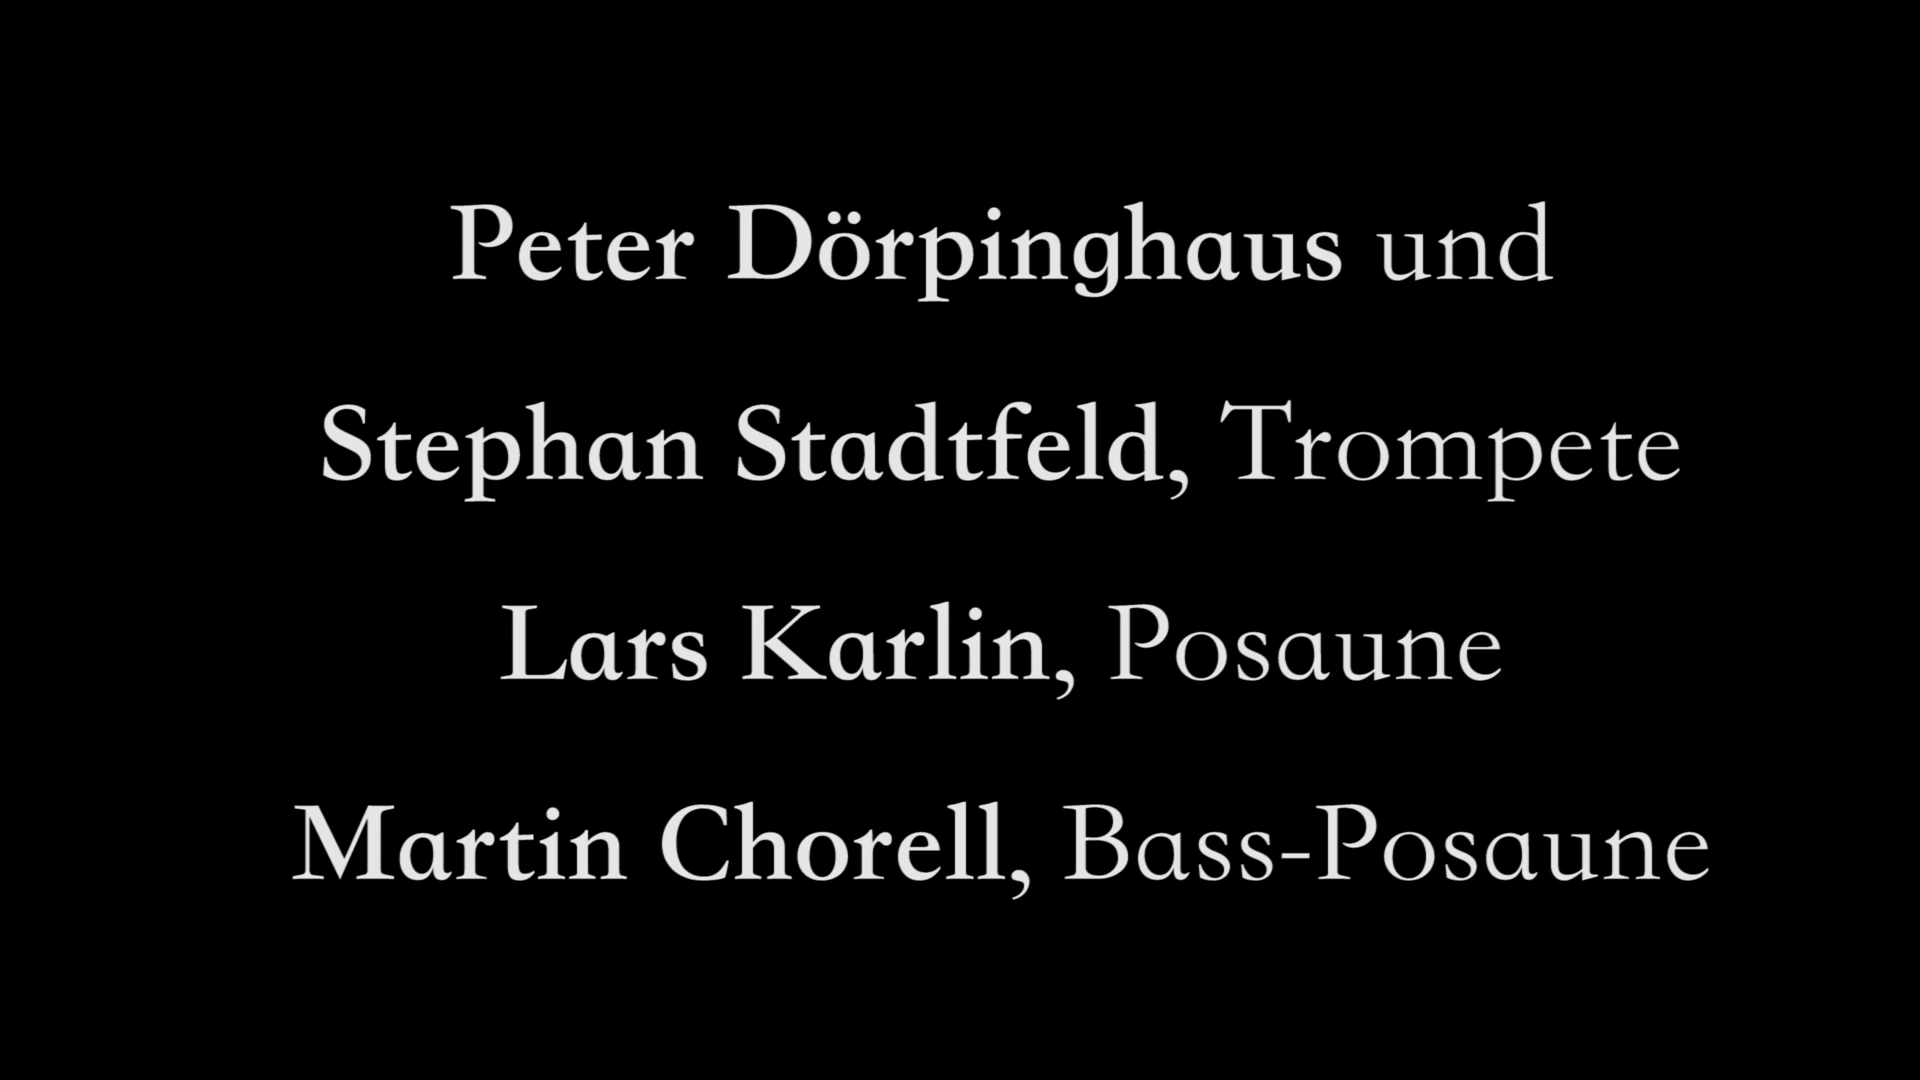 Peter Dörpinghaus und
Stephan Stadtfeld, Trompete
Lars Karlin, Posaune
Martin Chorell, Bass-Posaune